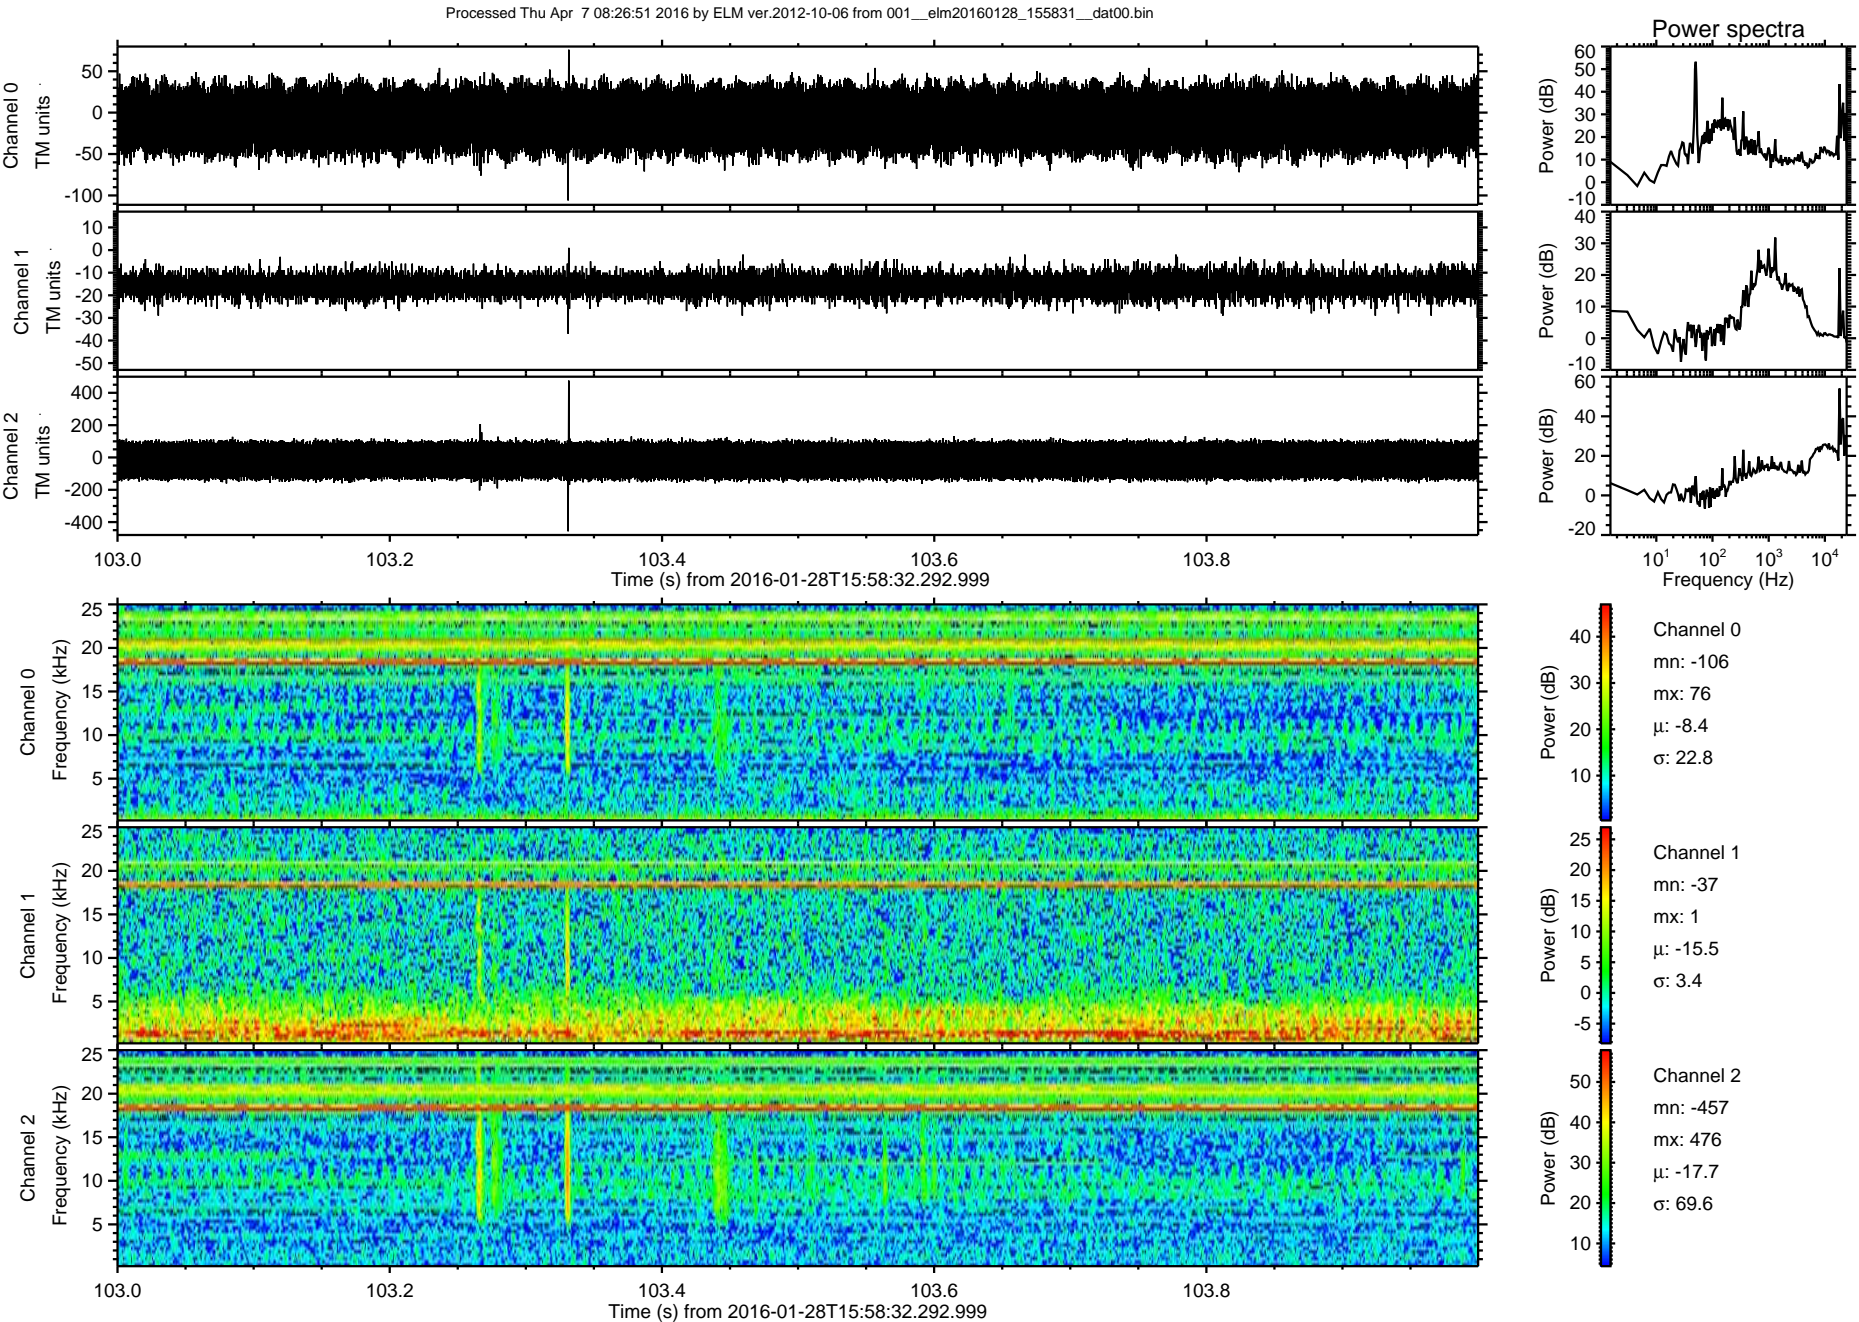 Processed Thu Apr  7 08:26:51 2016 by ELM ver.2012-10-06 from 001__elm20160128_155831__dat00.bin
Power spectra
Channel 0
TM units
50
0
-50
-100
Power (dB)
60
50
40
30
20
10
0
-10
Channel 1
TM units
10
0
-10
-20
-30
-40
-50
Power (dB)
40
30
20
10
0
-10
Channel 2
TM units
400
200
0
-200
-400
Power (dB)
60
40
20
0
-20
103.0 103.2 103.4 103.6 103.8
Time (s) from 2016-01-28T15:58:32.292.999
10¹ 10² 10³ 10⁴
Frequency (Hz)
Channel 0
Frequency (kHz)
25
20
15
10
5
Power (dB)
40
30
20
10
Channel 0
mn: -106
mx: 76
μ: -8.4
σ: 22.8
Channel 1
Frequency (kHz)
25
20
15
10
5
Power (dB)
25
20
15
10
5
0
-5
Channel 1
mn: -37
mx: 1
μ: -15.5
σ: 3.4
Channel 2
Frequency (kHz)
25
20
15
10
5
Power (dB)
50
40
30
20
10
Channel 2
mn: -457
mx: 476
μ: -17.7
σ: 69.6
103.0 103.2 103.4 103.6 103.8
Time (s) from 2016-01-28T15:58:32.292.999